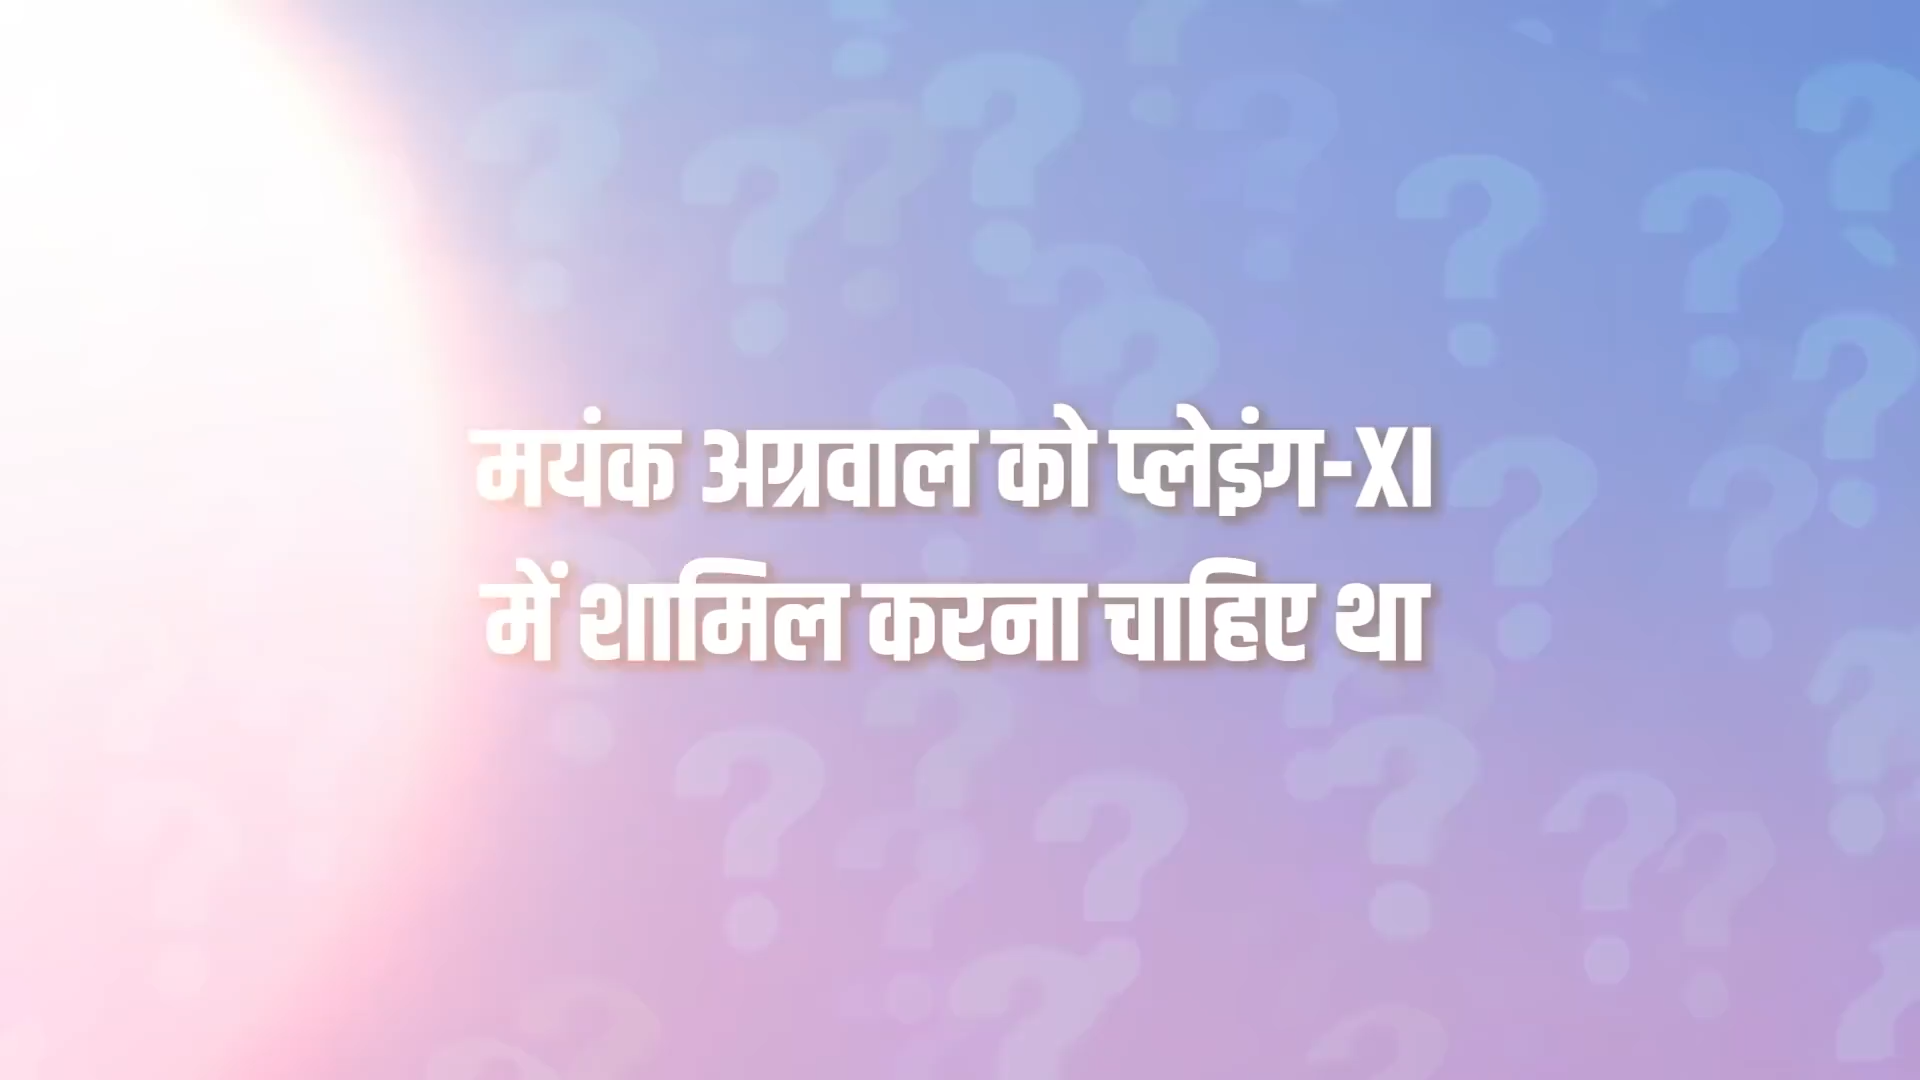 मयंक अग्रवाल को प्लेइंग-XI
में शामिल करना चाहिए था